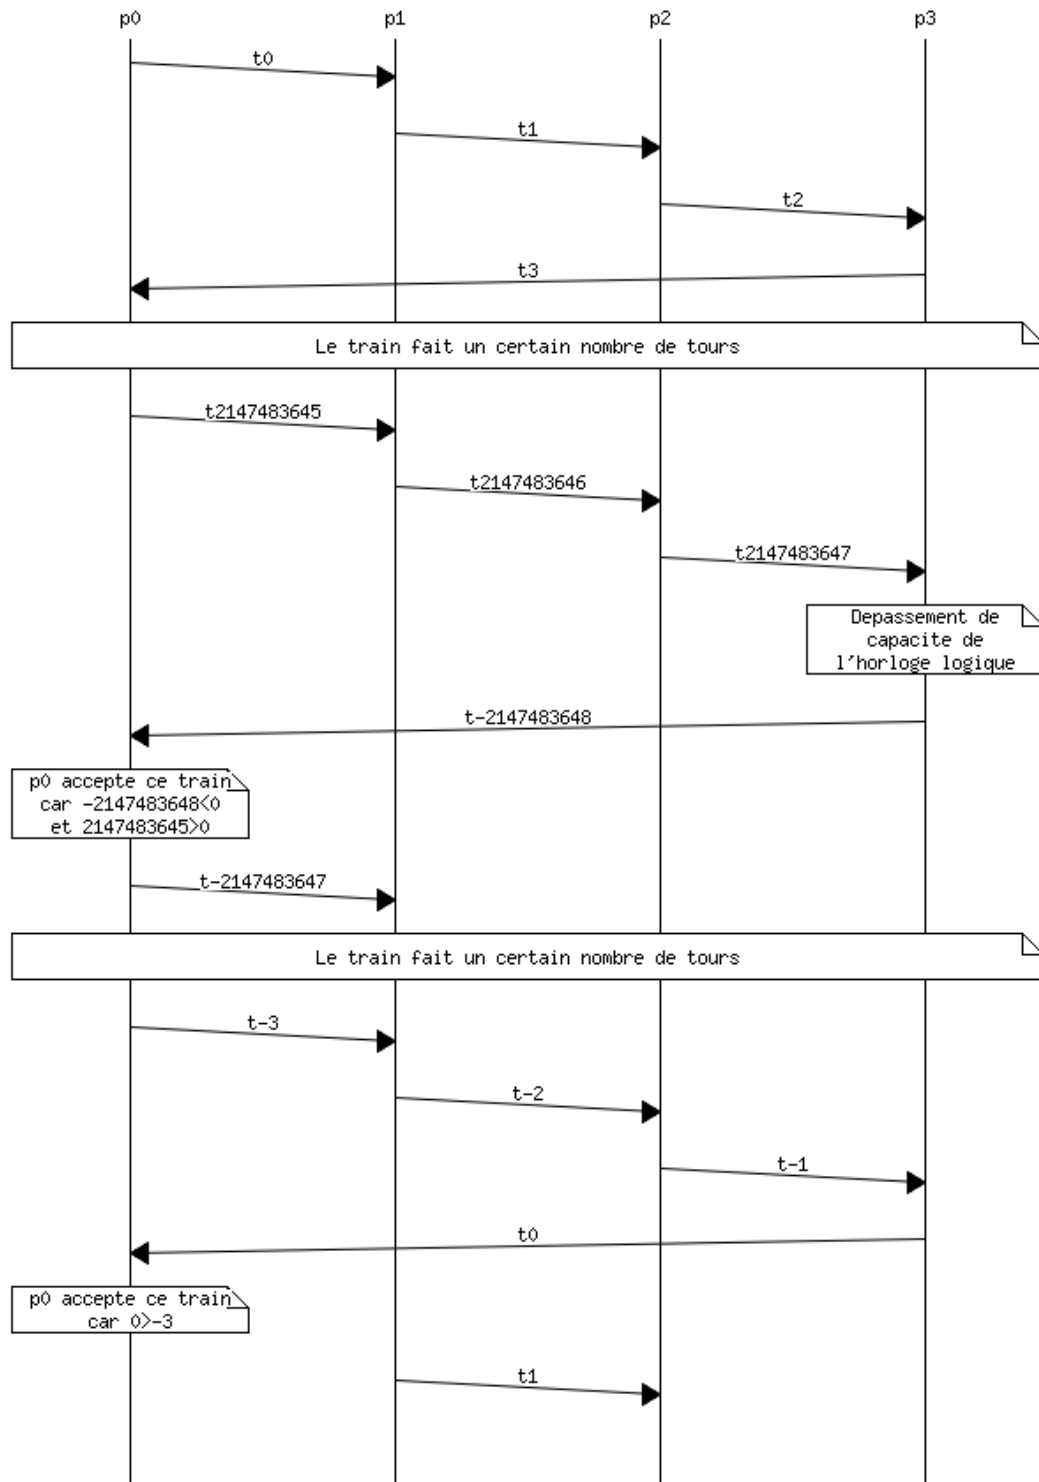 p0 p1 p2 p3
t0
t1
t2
t3
Le train fait un certain nombre de tours
t2147483645
t2147483646
t2147483647
Depassement de
capacite de
l'horloge logique
t-2147483648
p0 accepte ce train
car -2147483648<0
et 2147483645>0
t-2147483647
Le train fait un certain nombre de tours
t-3
t-2
t-1
t0
p0 accepte ce train
car 0>-3
t1